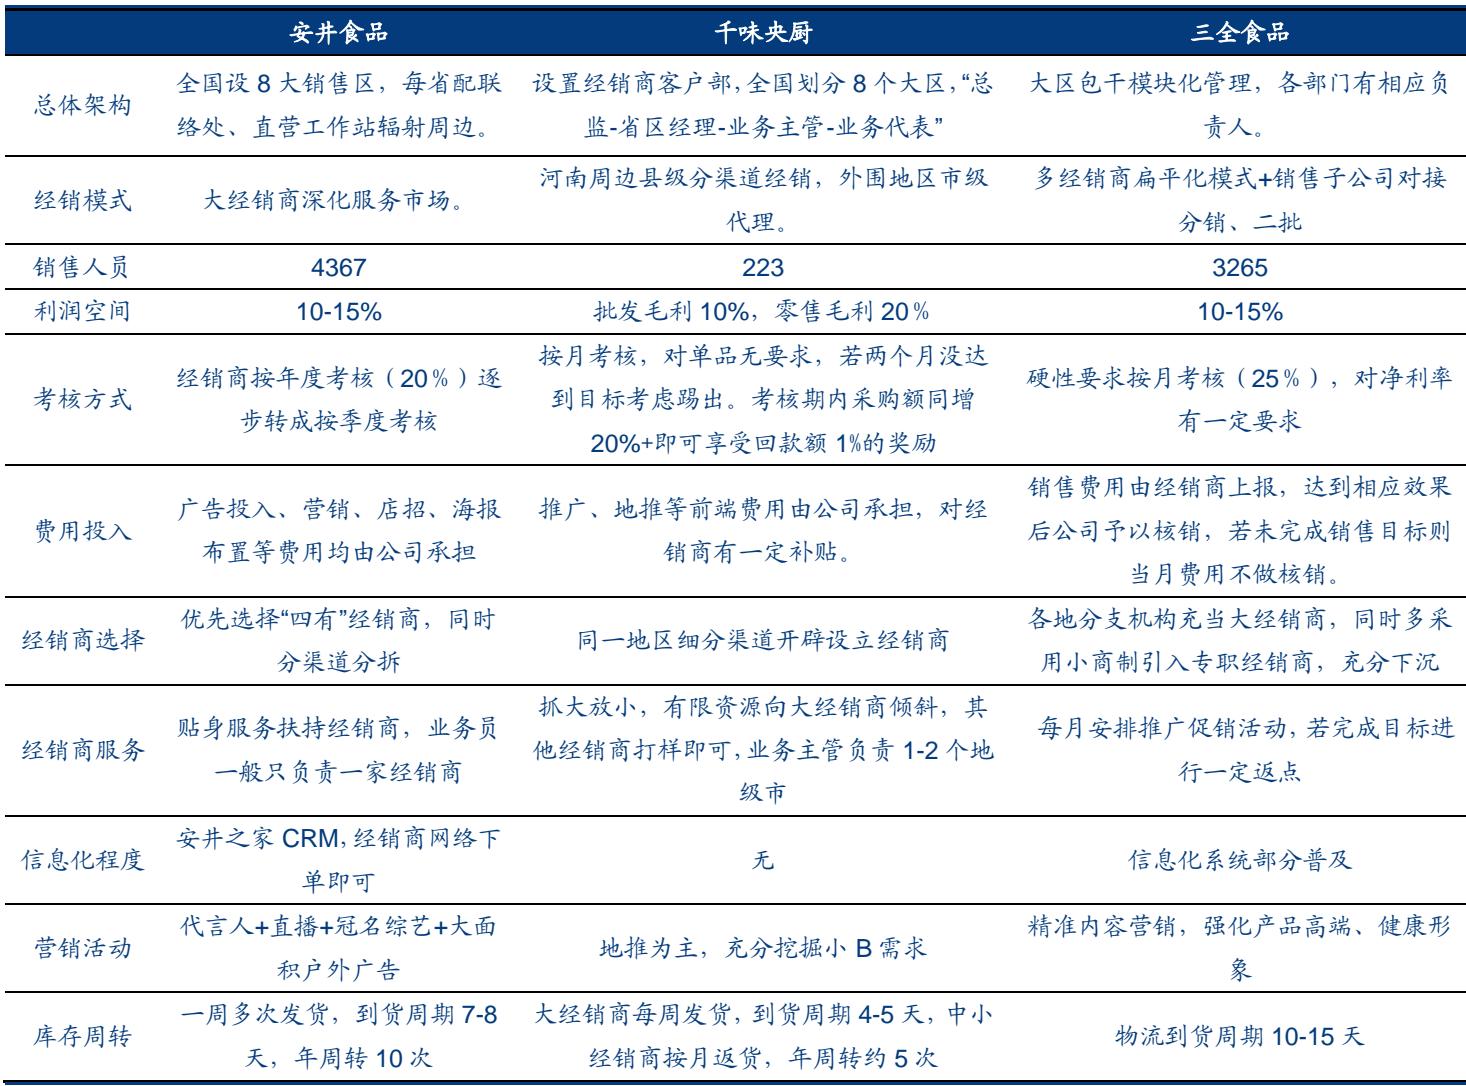 安井食品 千味央厨 三全食品
总体架构
全国设 8 大销售区，每省配联
络处、直营工作站辐射周边。
设置经销商客户部，全国划分 8 个大区，“总
监-省区经理-业务主管-业务代表”
大区包干模块化管理，各部门有相应负
责人。
经销模式
大经销商深化服务市场。
河南周边县级分渠道经销，外围地区市级
代理。
多经销商扁平化模式+销售子公司对接
分销、二批
销售人员 4367 223 3265
利润空间 10-15% 批发毛利 10%，零售毛利 20% 10-15%
考核方式
经销商按年度考核（20%）逐
步转成按季度考核
按月考核，对单品无要求，若两个月没达
到目标考虑踢出。考核期内采购额同增
20%+即可享受回款额 1%的奖励
硬性要求按月考核（25%），对净利率
有一定要求
费用投入
广告投入、营销、店招、海报
布置等费用均由公司承担
推广、地推等前端费用由公司承担，对经
销商有一定补贴。
销售费用由经销商上报，达到相应效果
后公司予以核销，若未完成销售目标则
当月费用不做核销。
经销商选择
优先选择“四有”经销商，同时
分渠道分拆
同一地区细分渠道开辟设立经销商
各地分支机构充当大经销商，同时多采
用小商制引入专职经销商，充分下沉
经销商服务
贴身服务扶持经销商，业务员
一般只负责一家经销商
抓大放小，有限资源向大经销商倾斜，其
他经销商打样即可，业务主管负责 1-2 个地
级市
每月安排推广促销活动，若完成目标进
行一定返点
信息化程度
安井之家 CRM，经销商网络下
单即可
无
信息化系统部分普及
营销活动
代言人+直播+冠名综艺+大面
积户外广告
地推为主，充分挖掘小 B 需求
精准内容营销，强化产品高端、健康形
象
库存周转
一周多次发货，到货周期 7-8
天，年周转 10 次
大经销商每周发货，到货周期 4-5 天，中小
经销商按月返货，年周转约 5 次
物流到货周期 10-15 天